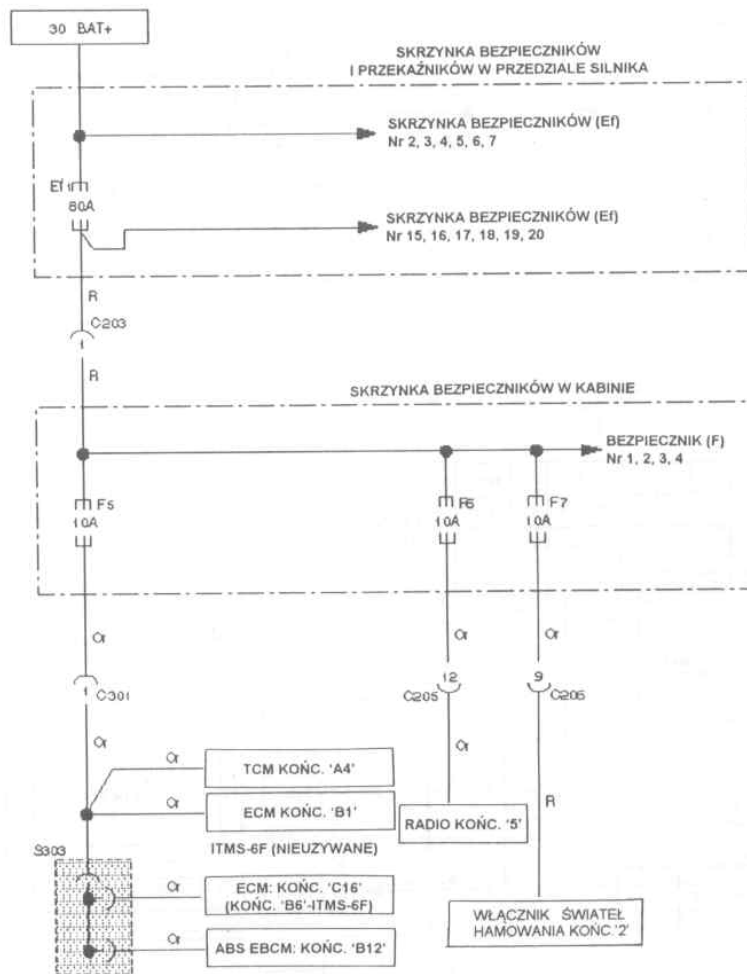 30 BAT+
SKRZYNKA BEZPIECZNIKÓW
I PRZEKAŹNIKÓW W PRZEDZIALE SILNIKA
SKRZYNKA BEZPIECZNIKÓW (Ef)
Nr 2, 3, 4, 5, 6, 7
Ef1
80A
SKRZYNKA BEZPIECZNIKÓW (Ef)
Nr 15, 16, 17, 18, 19, 20
R
C203
1
R
SKRZYNKA BEZPIECZNIKÓW W KABINIE
BEZPIECZNIK (F)
Nr 1, 2, 3, 4
F5
10A
F6
10A
F7
10A
Or
Or
Or
1
C301
12
C205
9
C206
Or
Or
Or
TCM KOŃC. 'A4'
Or
ECM KOŃC. 'B1'
RADIO KOŃC. '5'
R
ITMS-6F (NIEUZYWANE)
S303
Or
ECM: KOŃC. 'C16'
(KOŃC. 'B6'-ITMS-6F)
Or
ABS EBCM: KOŃC. 'B12'
WŁĄCZNIK ŚWIATEŁ
HAMOWANIA KOŃC.'2'